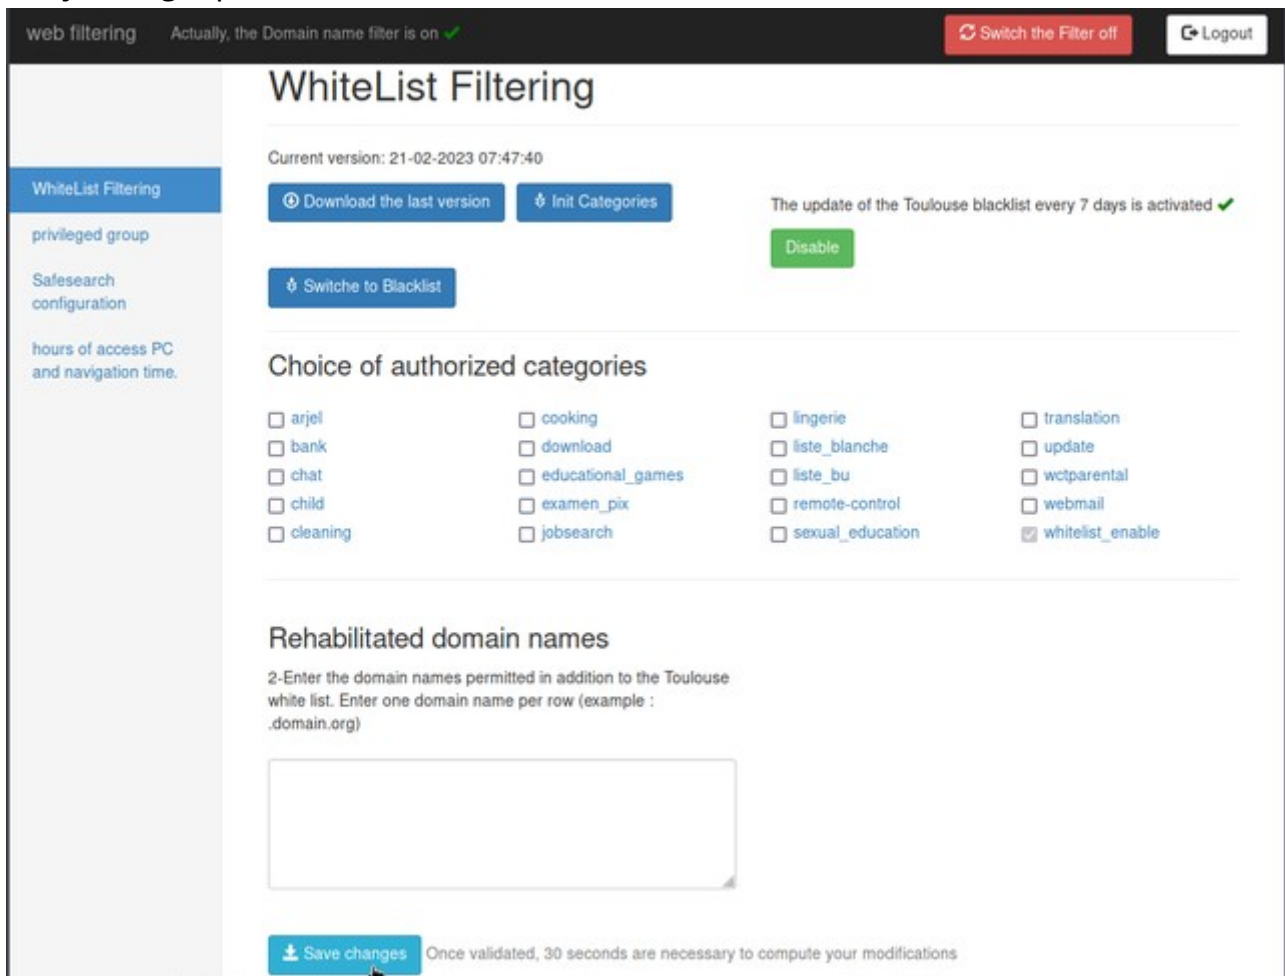 web filtering Actually, the Domain name filter is on Switch the Filter off Logout
WhiteList Filtering
Current version: 21-02-2023 07:47:40
WhiteList Filtering
privileged group
Safesearch
configuration
hours of access PC
and navigation time.
Download the last version Init Categories
The update of the Toulouse blacklist every 7 days is activated
Disable
Switche to Blacklist
Choice of authorized categories
arjel cooking lingerie translation
bank download liste_blanche update
chat educational_games liste_bu wctparental
child examen_pix remote-control webmail
cleaning jobsearch sexual_education whitelist_enable
Rehabilitated domain names
2-Enter the domain names permitted in addition to the Toulouse
white list. Enter one domain name per row (example :
.domain.org)
Save changes Once validated, 30 seconds are necessary to compute your modifications